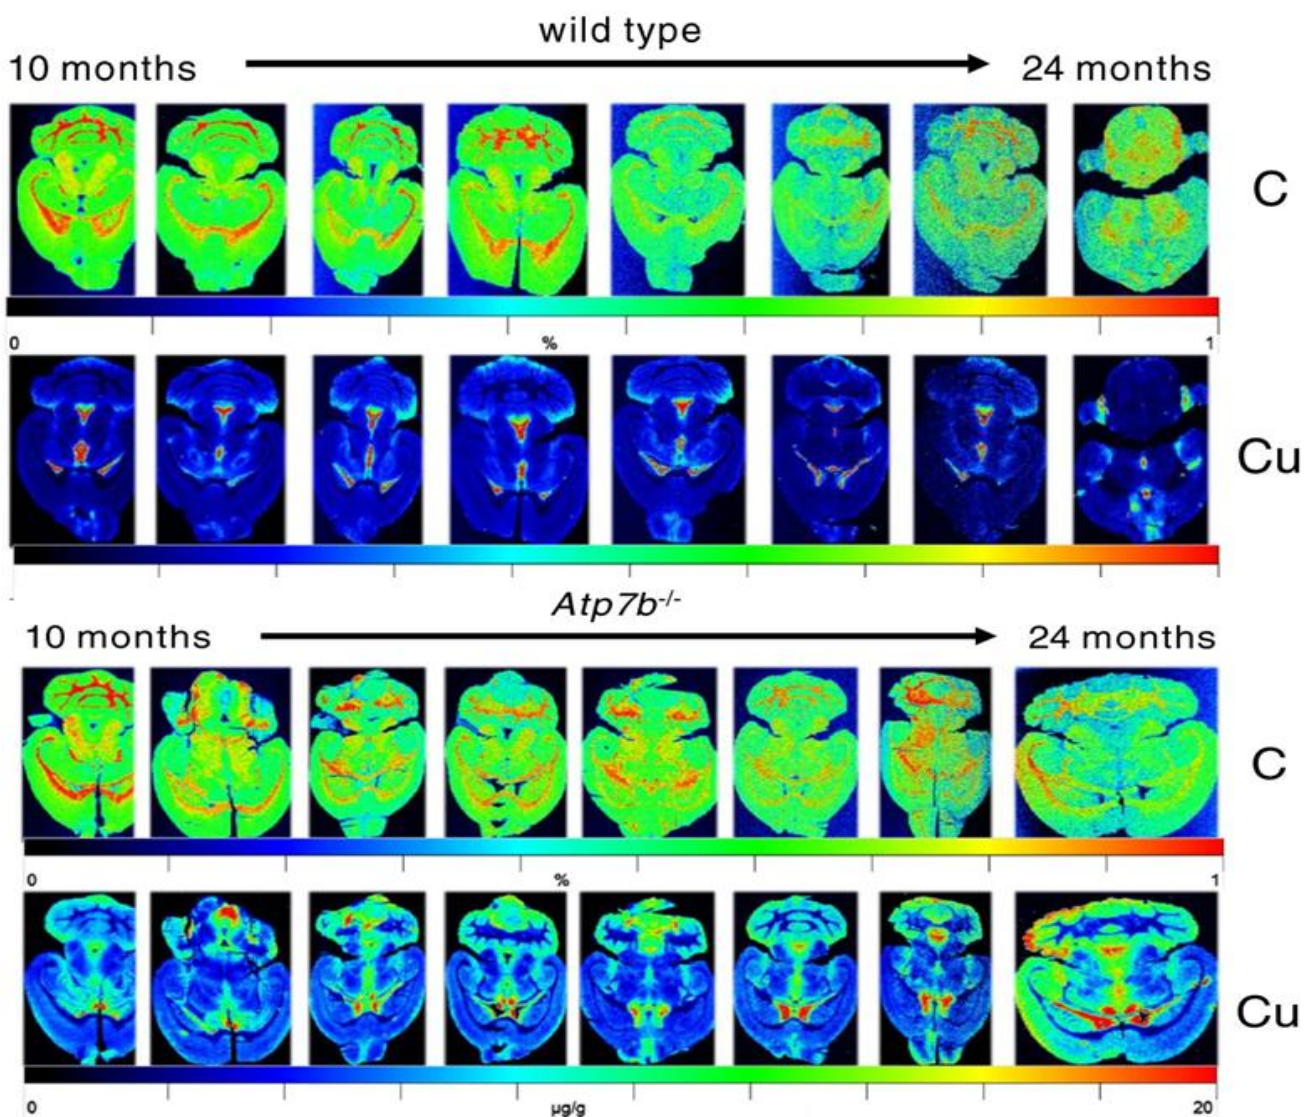 wild type
10 months
24 months
C
0 % 1
Cu
Atp7b-/-
10 months
24 months
C
0 % 1
Cu
0 µg/g 20